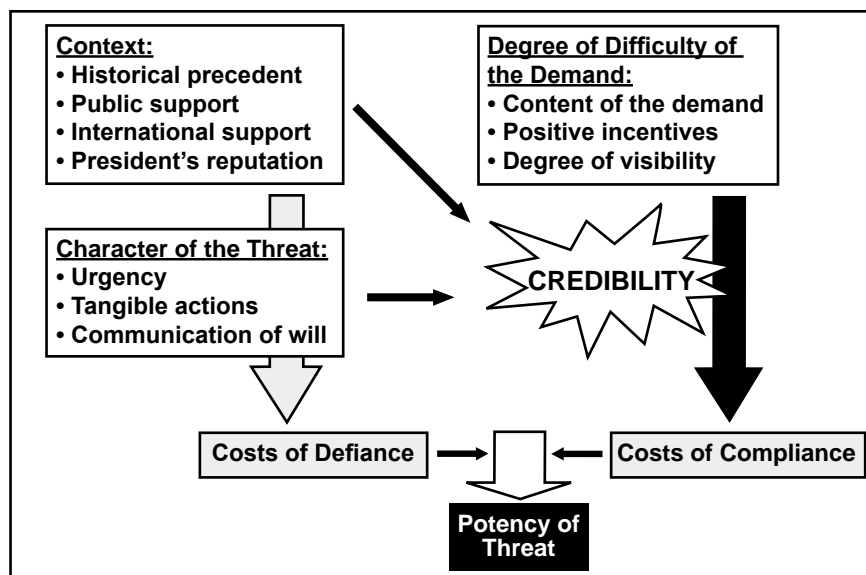 Context:
• Historical precedent
• Public support
• International support
• President’s reputation
Degree of Difficulty of
the Demand:
• Content of the demand
• Positive incentives
• Degree of visibility
Character of the Threat:
• Urgency
• Tangible actions
• Communication of will
CREDIBILITY
Costs of Defiance
Costs of Compliance
Potency of
Threat